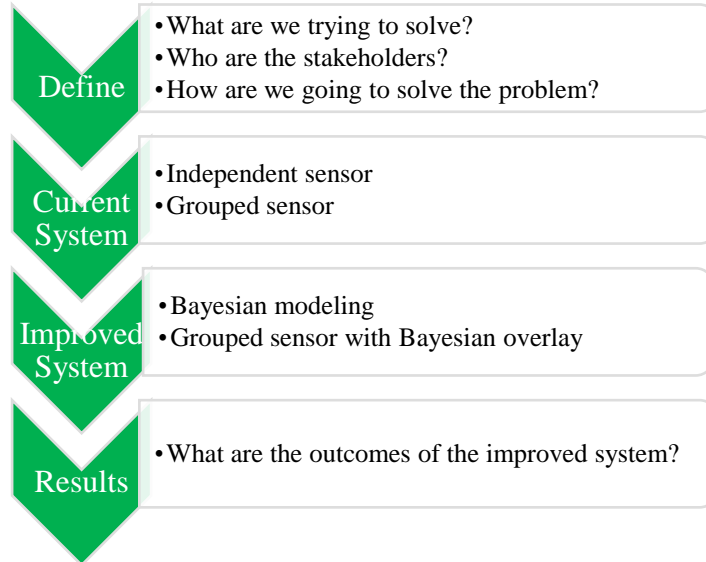 Define
•What are we trying to solve?
•Who are the stakeholders?
•How are we going to solve the problem?
Current
System
•Independent sensor
•Grouped sensor
Improved
System
•Bayesian modeling
•Grouped sensor with Bayesian overlay
Results
•What are the outcomes of the improved system?